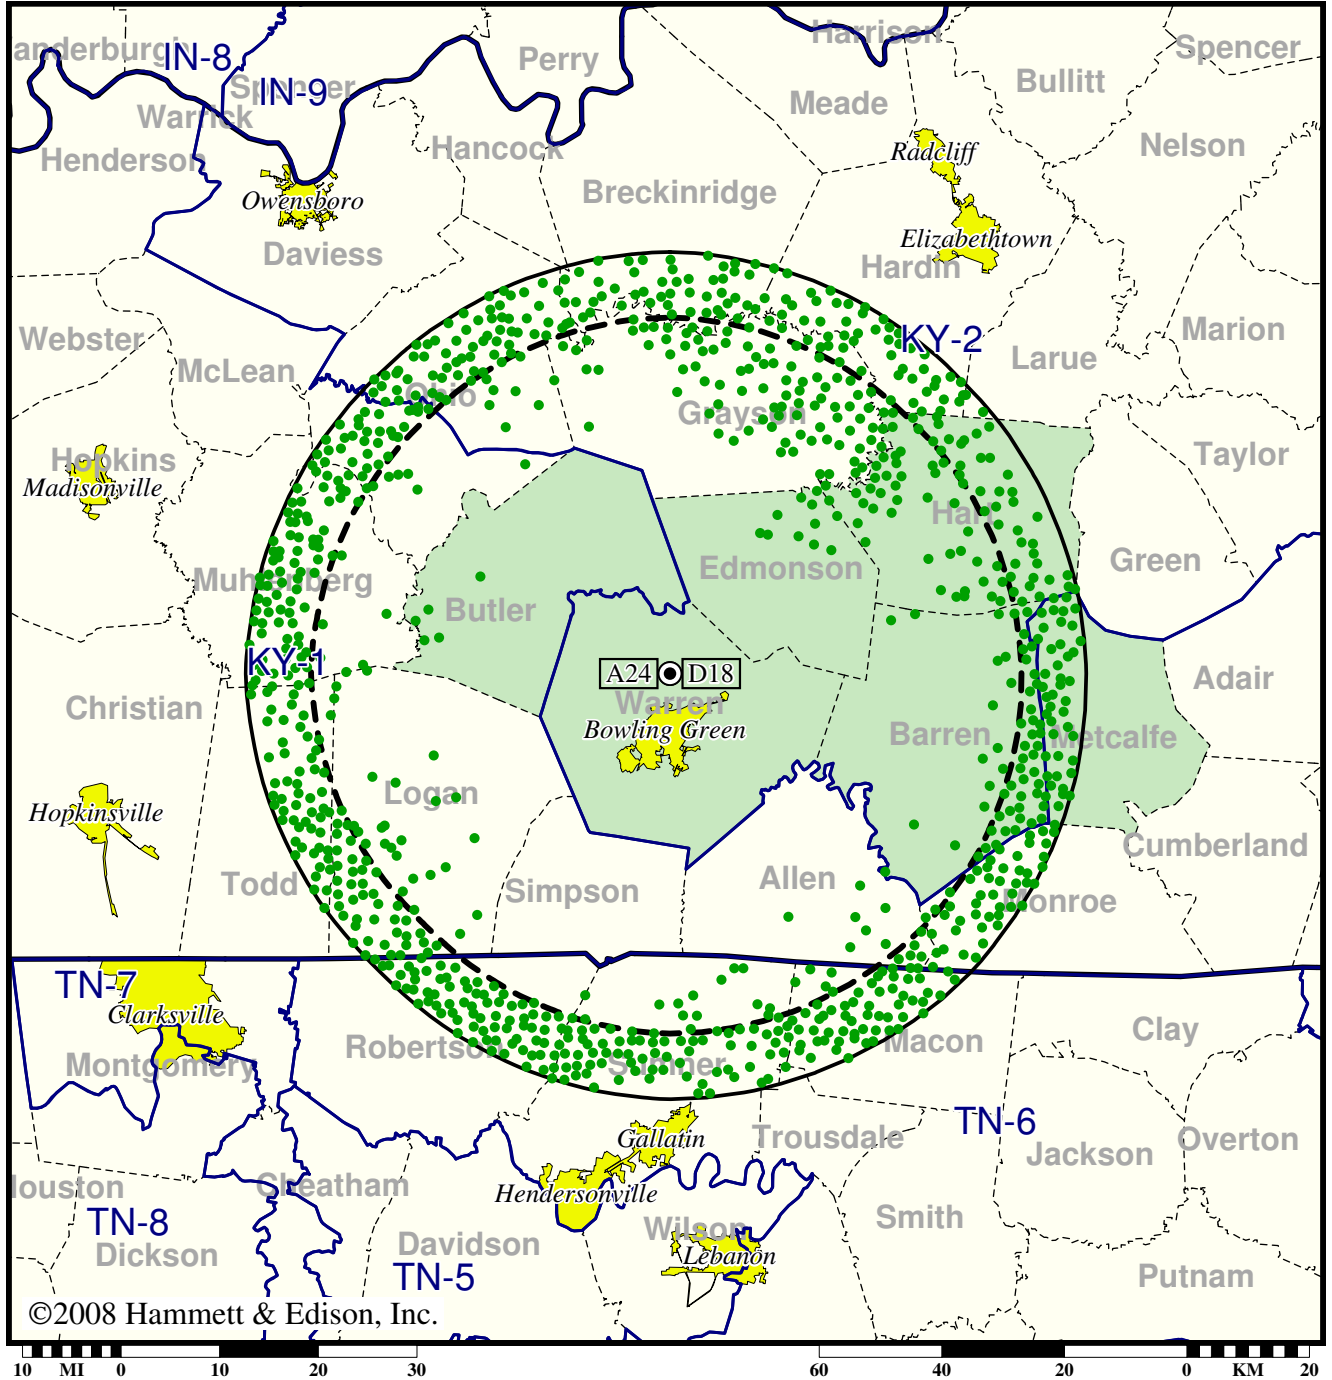 anderburgh
IN-8
Harrison
Spencer
Perry
Spencer
IN-9
Bullitt
Meade
Warrick
Nelson
Henderson
Hancock
Radcliff
Breckinridge
Owensboro
Elizabethtown
Daviess
Hardin
Webster
KY-2
Marion
McLean
Larue
Ohio
Grayson
Hopkins
Taylor
Madisonville
Hart
Muhlenberg
Edmonson
Green
Butler
KY-1
A24
D18
Adair
Christian
Warren
Bowling Green
Barren
Metcalfe
Logan
Hopkinsville
Cumberland
Todd
Simpson
Allen
Monroe
TN-7
Clarksville
Robertso
Macon
Clay
Montgomery
Sumner
TN-6
Gallatin
Trousdale
Jackson
Overton
Houston
Cheatham
Hendersonville
TN-8
Wilson
Smith
Dickson
Davidson
Lebanon
TN-5
Putnam
©2008 Hammett & Edison, Inc.
10 MI 0 10 20 30
60 40 20 0 KM 20